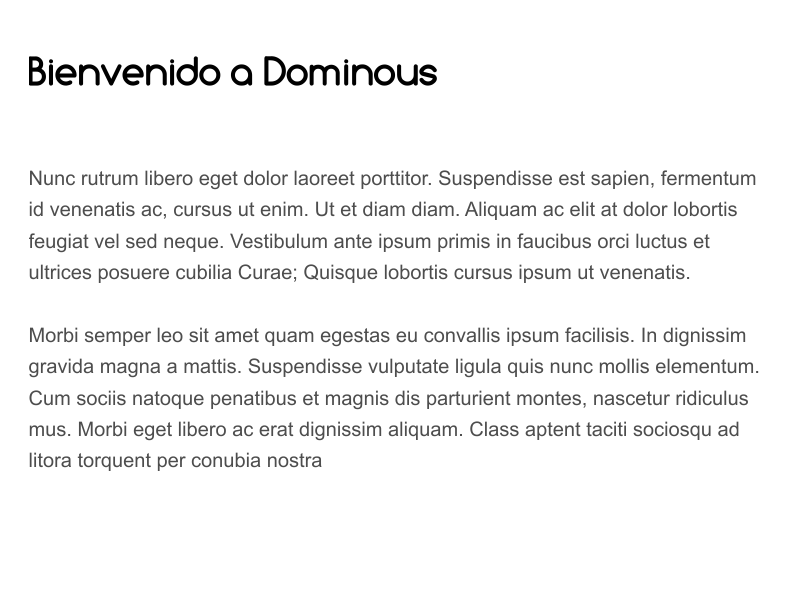 Bienvenido a Dominous
Nunc rutrum libero eget dolor laoreet porttitor. Suspendisse est sapien, fermentum
id venenatis ac, cursus ut enim. Ut et diam diam. Aliquam ac elit at dolor lobortis
feugiat vel sed neque. Vestibulum ante ipsum primis in faucibus orci luctus et
ultrices posuere cubilia Curae; Quisque lobortis cursus ipsum ut venenatis.
Morbi semper leo sit amet quam egestas eu convallis ipsum facilisis. In dignissim
gravida magna a mattis. Suspendisse vulputate ligula quis nunc mollis elementum.
Cum sociis natoque penatibus et magnis dis parturient montes, nascetur ridiculus
mus. Morbi eget libero ac erat dignissim aliquam. Class aptent taciti sociosqu ad
litora torquent per conubia nostra